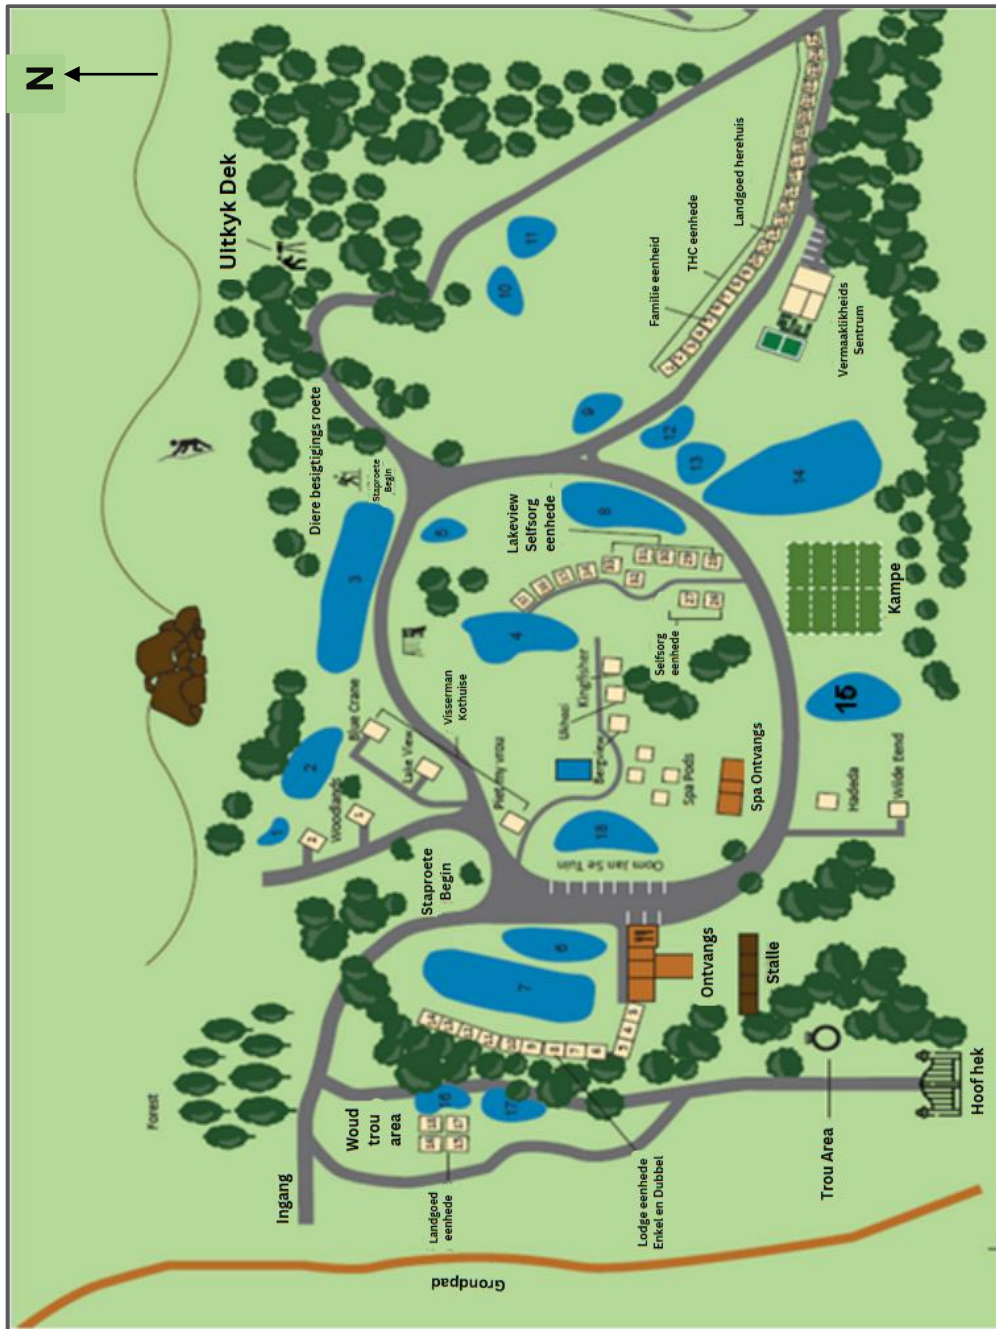 N
Uitkyk Dek
Landgoed herehuis
THC eenhede
Familie eenheid
Vermaaklikheids
Sentrum
11
10
9
12
13
14
Diere besigtigings roete
Staproete
Begin
3
5
8
Lakeview
Selfsorg
eenhede
Kampe
4
Selfsorg
eenhede
Kingfisher
Ukhozi
Bergview
Visserman
Kothuise
Blue Crane
Lake View
Piet my vrou
2
1
Woodlands
15
Spa Pods
Spa Ontvangs
Hadeda
Wilde Eend
18
Oom Jan Se Tuin
Staproete
Begin
6
7
Ontvangs
Stalle
Forest
Woud
trou
area
16
17
Ingang
Landgoed
eenhede
Lodge eenhede
Enkel en Dubbel
Trou Area
Hoof hek
Grondpad